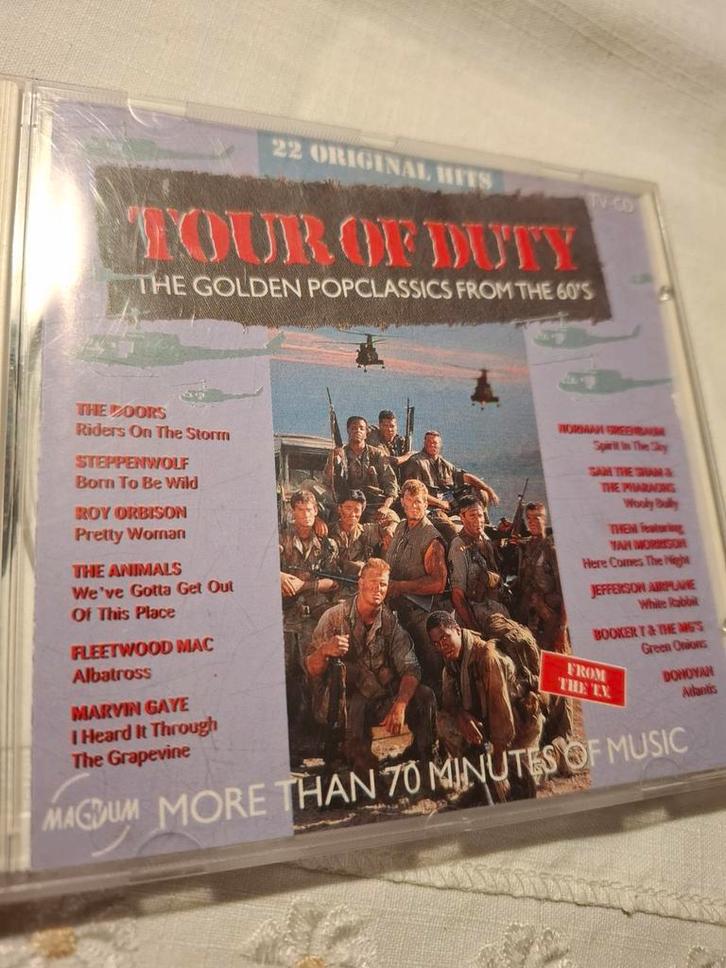 22 ORIGINAL HITS
TV-CD
TOUR OF DUTY
THE GOLDEN POPCLASSICS FROM THE 60'S
THE DOORS
Riders On The Storm
STEPPENWOLF
Born To Be Wild
ROY ORBISON
Pretty Woman
THE ANIMALS
We've Gotta Get Out
Of This Place
FLEETWOOD MAC
Albatross
MARVIN GAYE
I Heard It Through
The Grapevine
NORMAN GREENBAUM
Spirit In The Sky
SAM THE SHAM &
THE PHARAOHS
Wooly Bully
THEM featuring
VAN MORRISON
Here Comes The Night
JEFFERSON AIRPLANE
White Rabbit
BOOKER T & THE MG'S
Green Onions
DONOVAN
Atlantis
FROM
THE T.V.
MAGNUM
MORE THAN 70 MINUTES OF MUSIC